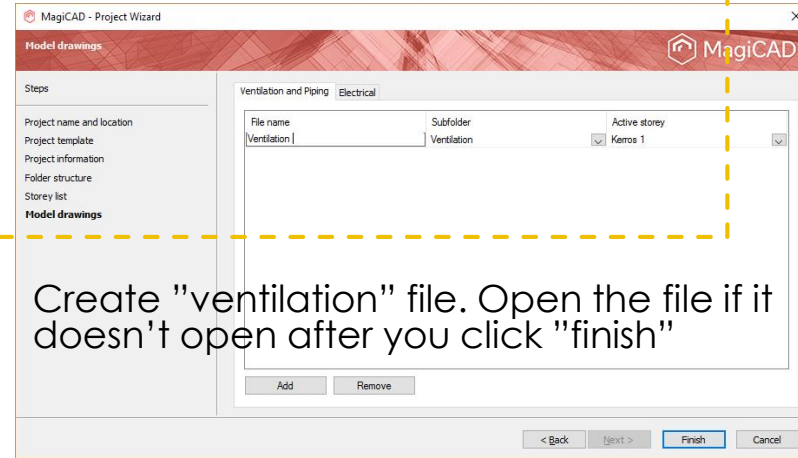 MagiCAD - Project Wizard
Model drawings
MagiCAD
Steps
Project name and location
Project template
Project information
Folder structure
Storey list
Model drawings
Ventilation and Piping Electrical
File name Subfolder Active storey
Ventilation Ventilation Kerros 1
Create ”ventilation” file. Open the file if it
doesn’t open after you click ”finish”
Add Remove
< Back Next > Finish Cancel